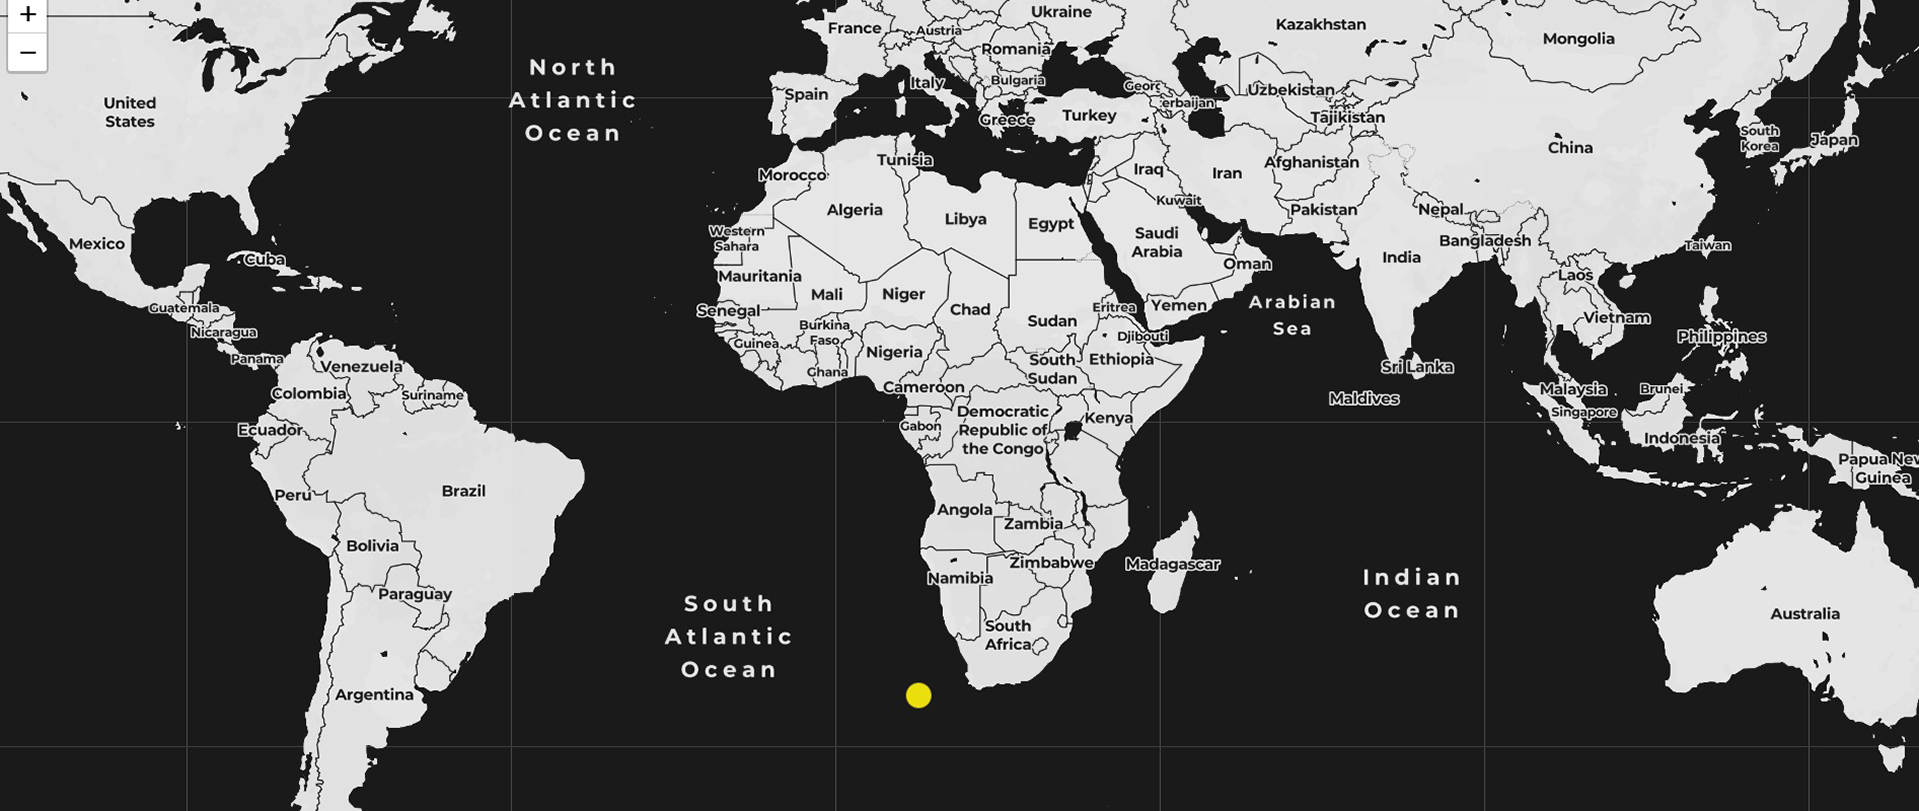 +
−
North
Atlantic
Ocean
France
Austria
Ukraine
Romania
Kazakhstan
Mongolia
Bulgaria
Italy
Spain
Greece
Turkey
Georg
erbaijan
Uzbekistan
Tajikistan
China
South
Korea
Japan
United
States
Tunisia
Morocco
Iraq
Iran
Afghanistan
Kuwait
Pakistan
Nepal
Algeria
Libya
Egypt
Western
Sahara
Saudi
Arabia
Bangladesh
Taiwan
Mexico
Cuba
India
Oman
Laos
Mauritania
Mali
Niger
Chad
Eritrea
Yemen
Arabian
Sea
Guatemala
Senegal
Sudan
Vietnam
Nicaragua
Burkina
Faso
Guinea
Djibouti
Philippines
Panama
Venezuela
Nigeria
South
Sudan
Ethiopia
Ghana
Sri Lanka
Colombia
Suriname
Cameroon
Maldives
Malaysia
Brunei
Singapore
Ecuador
Gabon
Democratic
Republic of
the Congo
Kenya
Indonesia
Papua New
Guinea
Peru
Brazil
Angola
Zambia
Bolivia
Zimbabwe
Madagascar
Namibia
Indian
Ocean
Paraguay
South
Atlantic
Ocean
South
Africa
Australia
Argentina